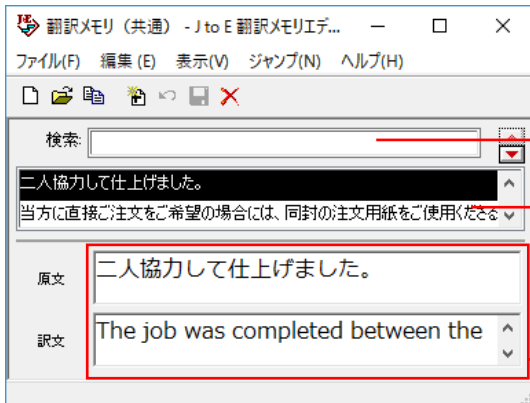 翻訳メモリ（共通） - J to E 翻訳メモリエデ...
ファイル(F) 編集(E) 表示(V) ジャンプ(N) ヘルプ(H)
検索:
二人協力して仕上げました。
当方に直接ご注文をご希望の場合には、同封の注文用紙をご使用くださる
原文
二人協力して仕上げました。
訳文
The job was completed between the